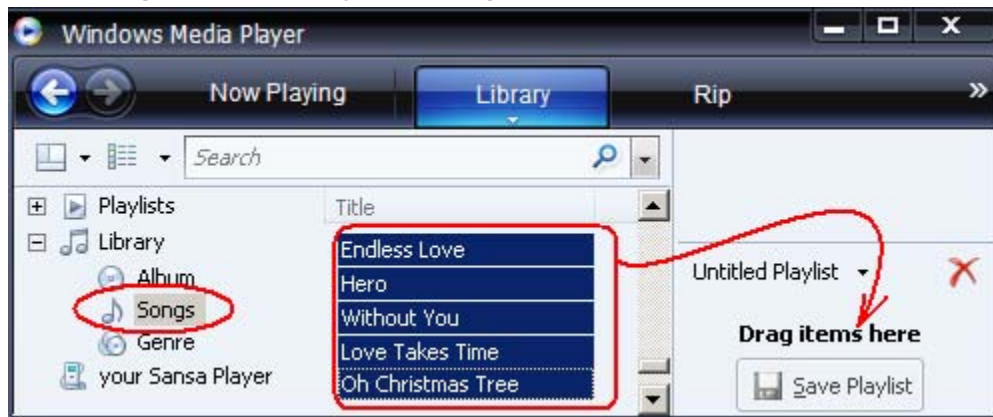 Windows Media Player
Now Playing Library Rip »
Search
Playlists
Library
Album
Songs
Genre
your Sansa Player
Title
Endless Love
Hero
Without You
Love Takes Time
Oh Christmas Tree
Untitled Playlist
Drag items here
Save Playlist